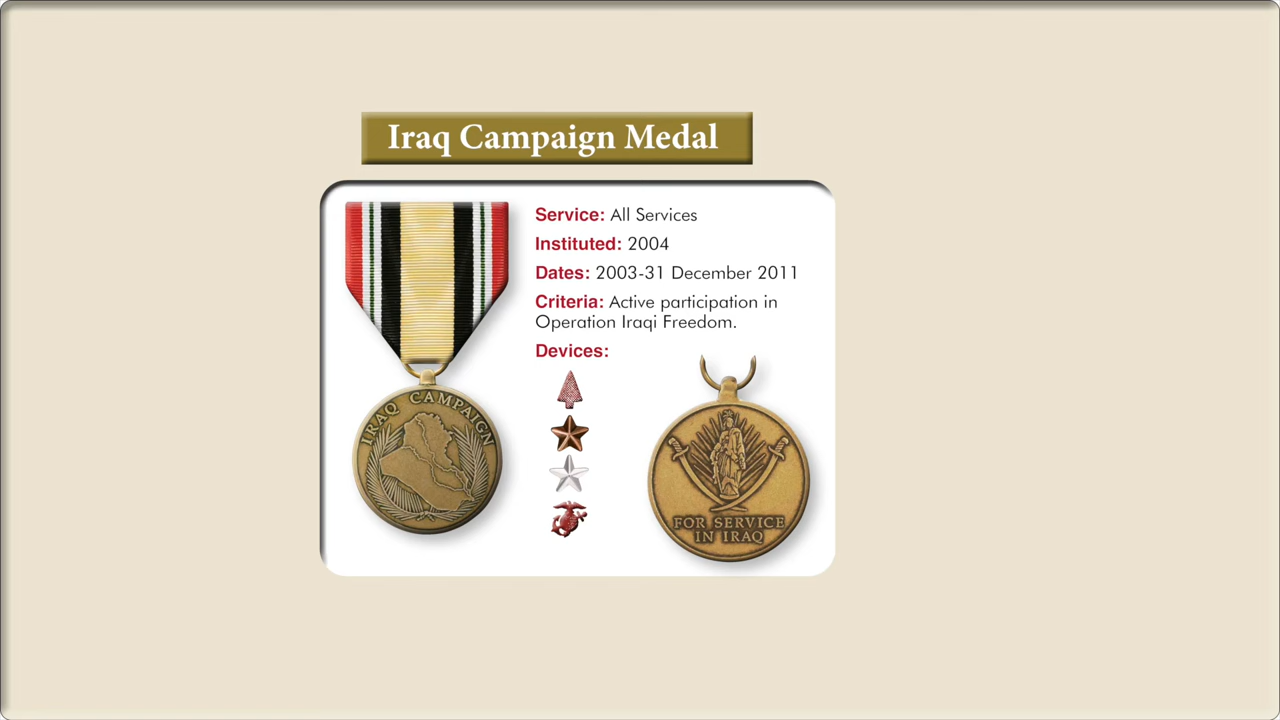 Iraq Campaign Medal
Service: All Services
Instituted: 2004
Dates: 2003-31 December 2011
Criteria: Active participation in
Operation Iraqi Freedom.
Devices:
IRAQ CAMPAIGN
FOR SERVICE
IN IRAQ